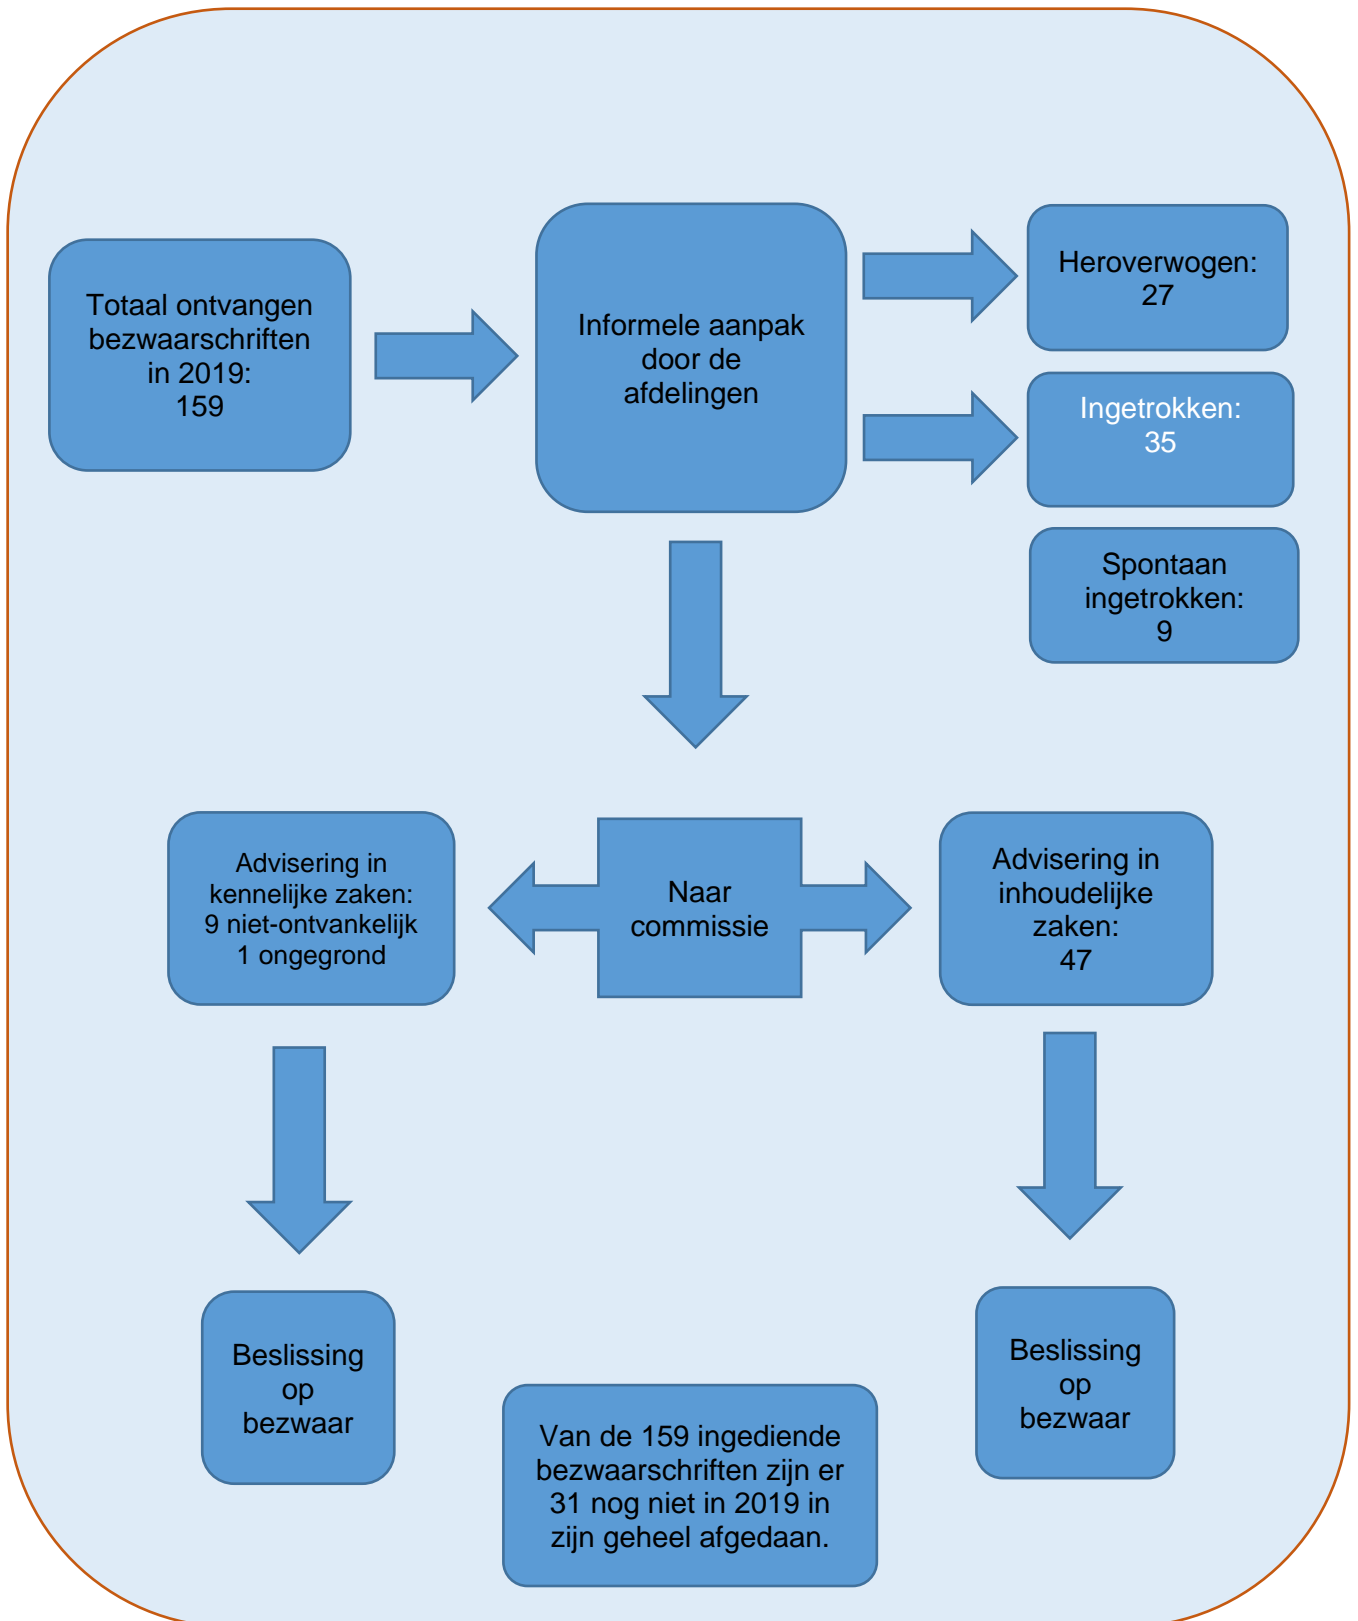 Totaal ontvangen
bezwaarschriften
in 2019:
159
Informele aanpak
door de
afdelingen
Heroverwogen:
27
Ingetrokken:
35
Spontaan
ingetrokken:
9
Advisering in
kennelijke zaken:
9 niet-ontvankelijk
1 ongegrond
Naar
commissie
Advisering in
inhoudelijke
zaken:
47
Beslissing
op
bezwaar
Beslissing
op
bezwaar
Van de 159 ingediende
bezwaarschriften zijn er
31 nog niet in 2019 in
zijn geheel afgedaan.